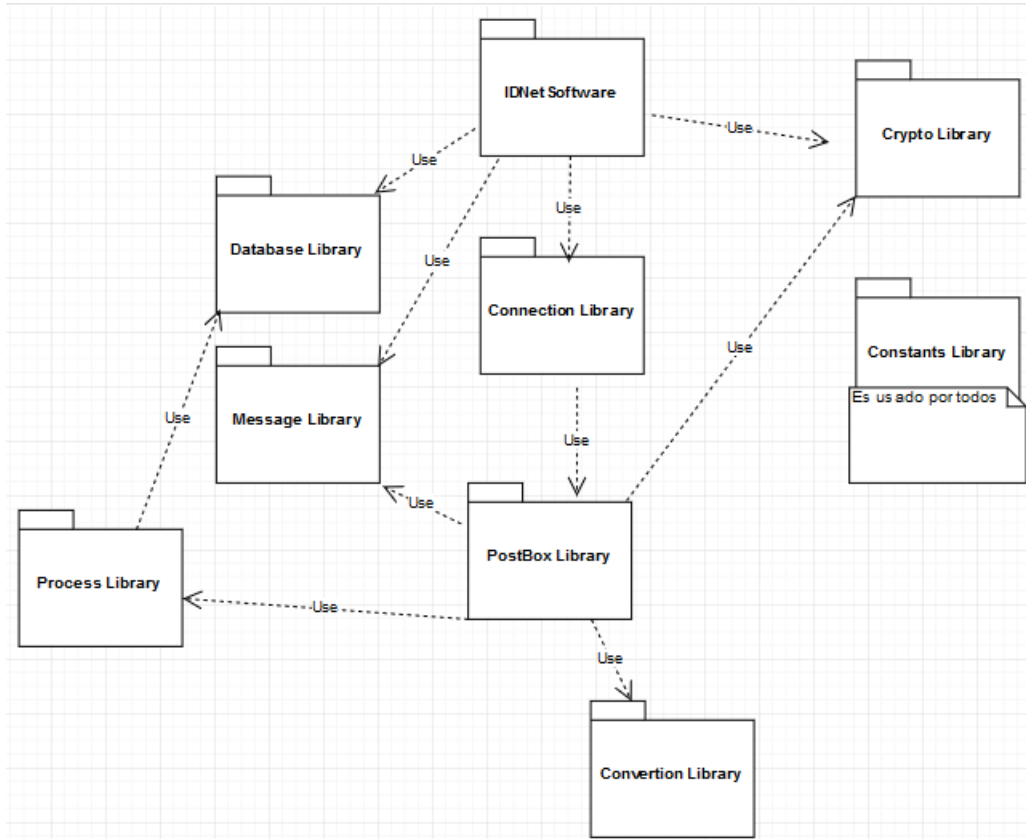 IDNet Software
Crypto Library
Use
Use
Database Library
Use
Use
Connection Library
Use
Constants Library
Es usado por todos
Message Library
Use
Use
Use
PostBox Library
Process Library
Use
Use
Convertion Library